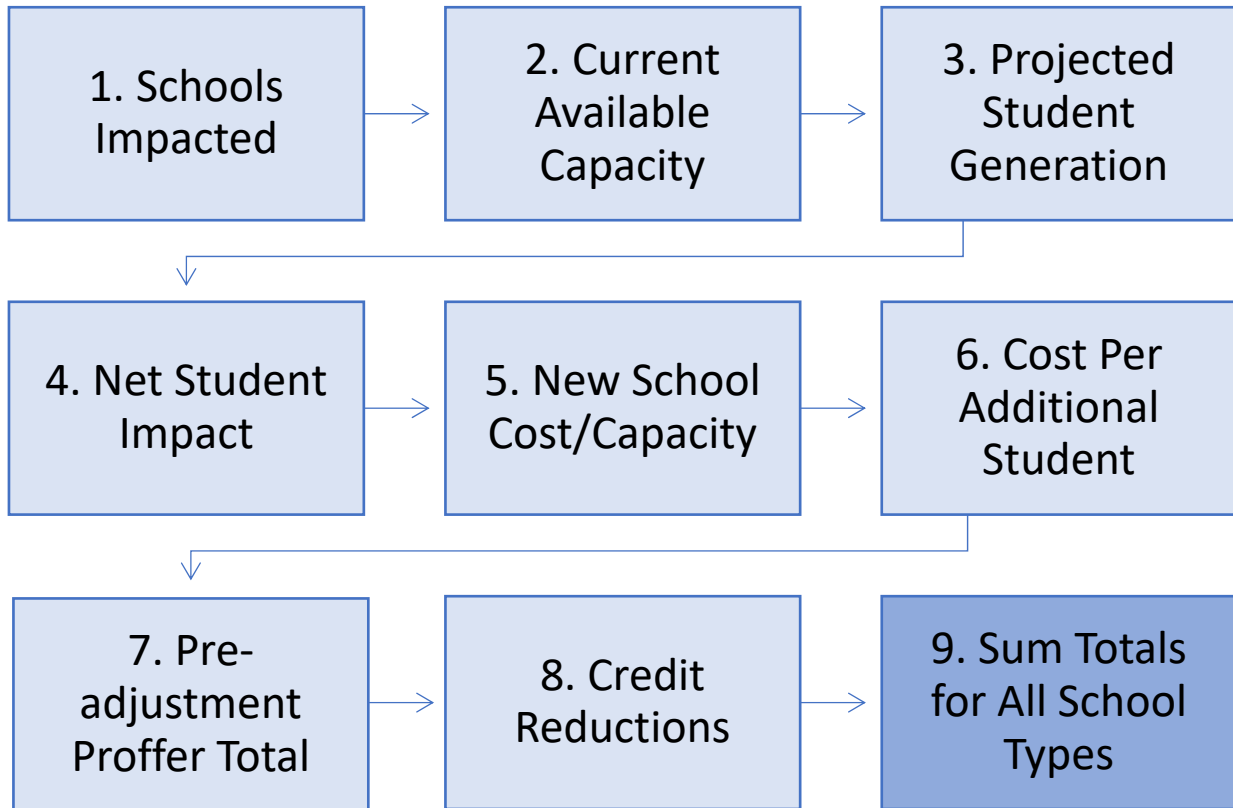 1. Schools
Impacted
2. Current
Available
Capacity
3. Projected
Student
Generation
4. Net Student
Impact
5. New School
Cost/Capacity
6. Cost Per
Additional
Student
7. Pre-
adjustment
Proffer Total
8. Credit
Reductions
9. Sum Totals
for All School
Types